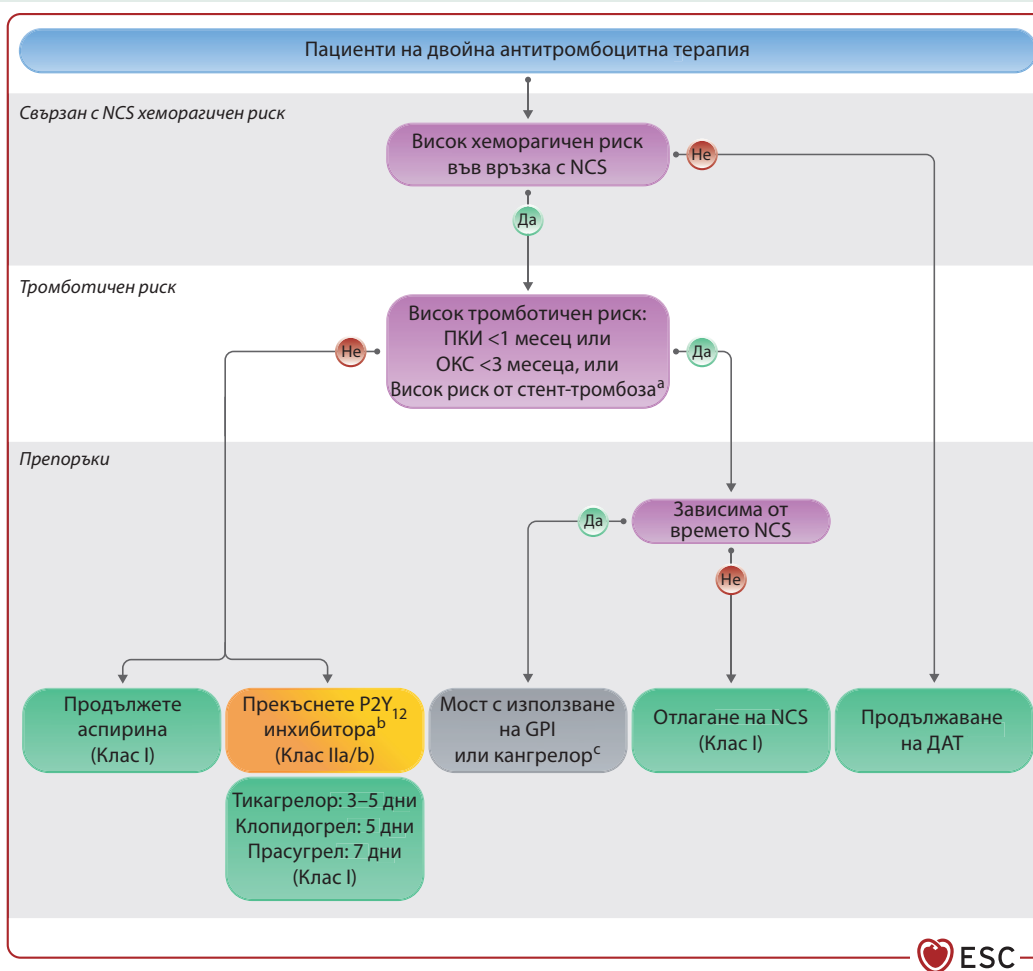 Пациенти на двойна антитромбоцитна терапия
Свързан с NCS хеморагичен риск
Висок хеморагичен риск
във връзка с NCS
Не
Да
Тромботичен риск
Висок тромботичен риск:
ПКИ <1 месец или
ОКС <3 месеца, или
Висок риск от стент-тромбозаᵃ
Не
Да
Препоръки
Зависима от
времето NCS
Да
Не
Продължете
аспирина
(Клас I)
Прекъснете P2Y₁₂
инхибитораᵇ
(Клас IIa/b)
Тикагрелор: 3–5 дни
Клопидогрел: 5 дни
Прасугрел: 7 дни
(Клас I)
Мост с използване
на GPI
или кангрелорᶜ
Отлагане на NCS
(Клас I)
Продължаване
на ДАТ
ESC